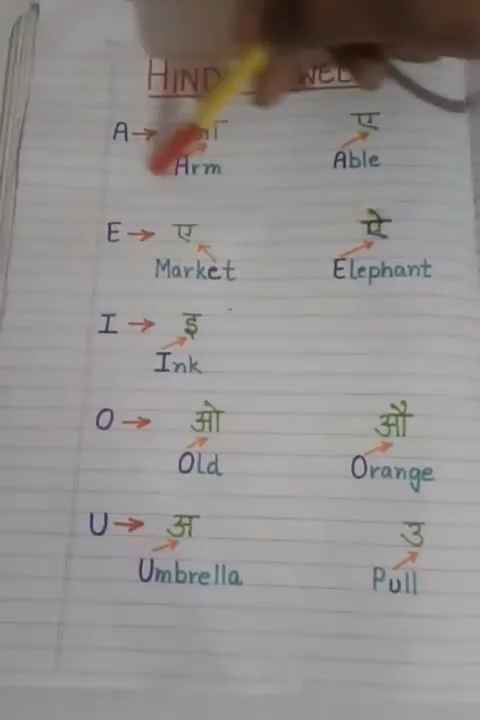 A →
ए
Arm
Able
E → ए
ऐ
Market
Elephant
I → इ
Ink
O → ओ
औ
Old
Orange
U → अ
उ
Umbrella
Pull